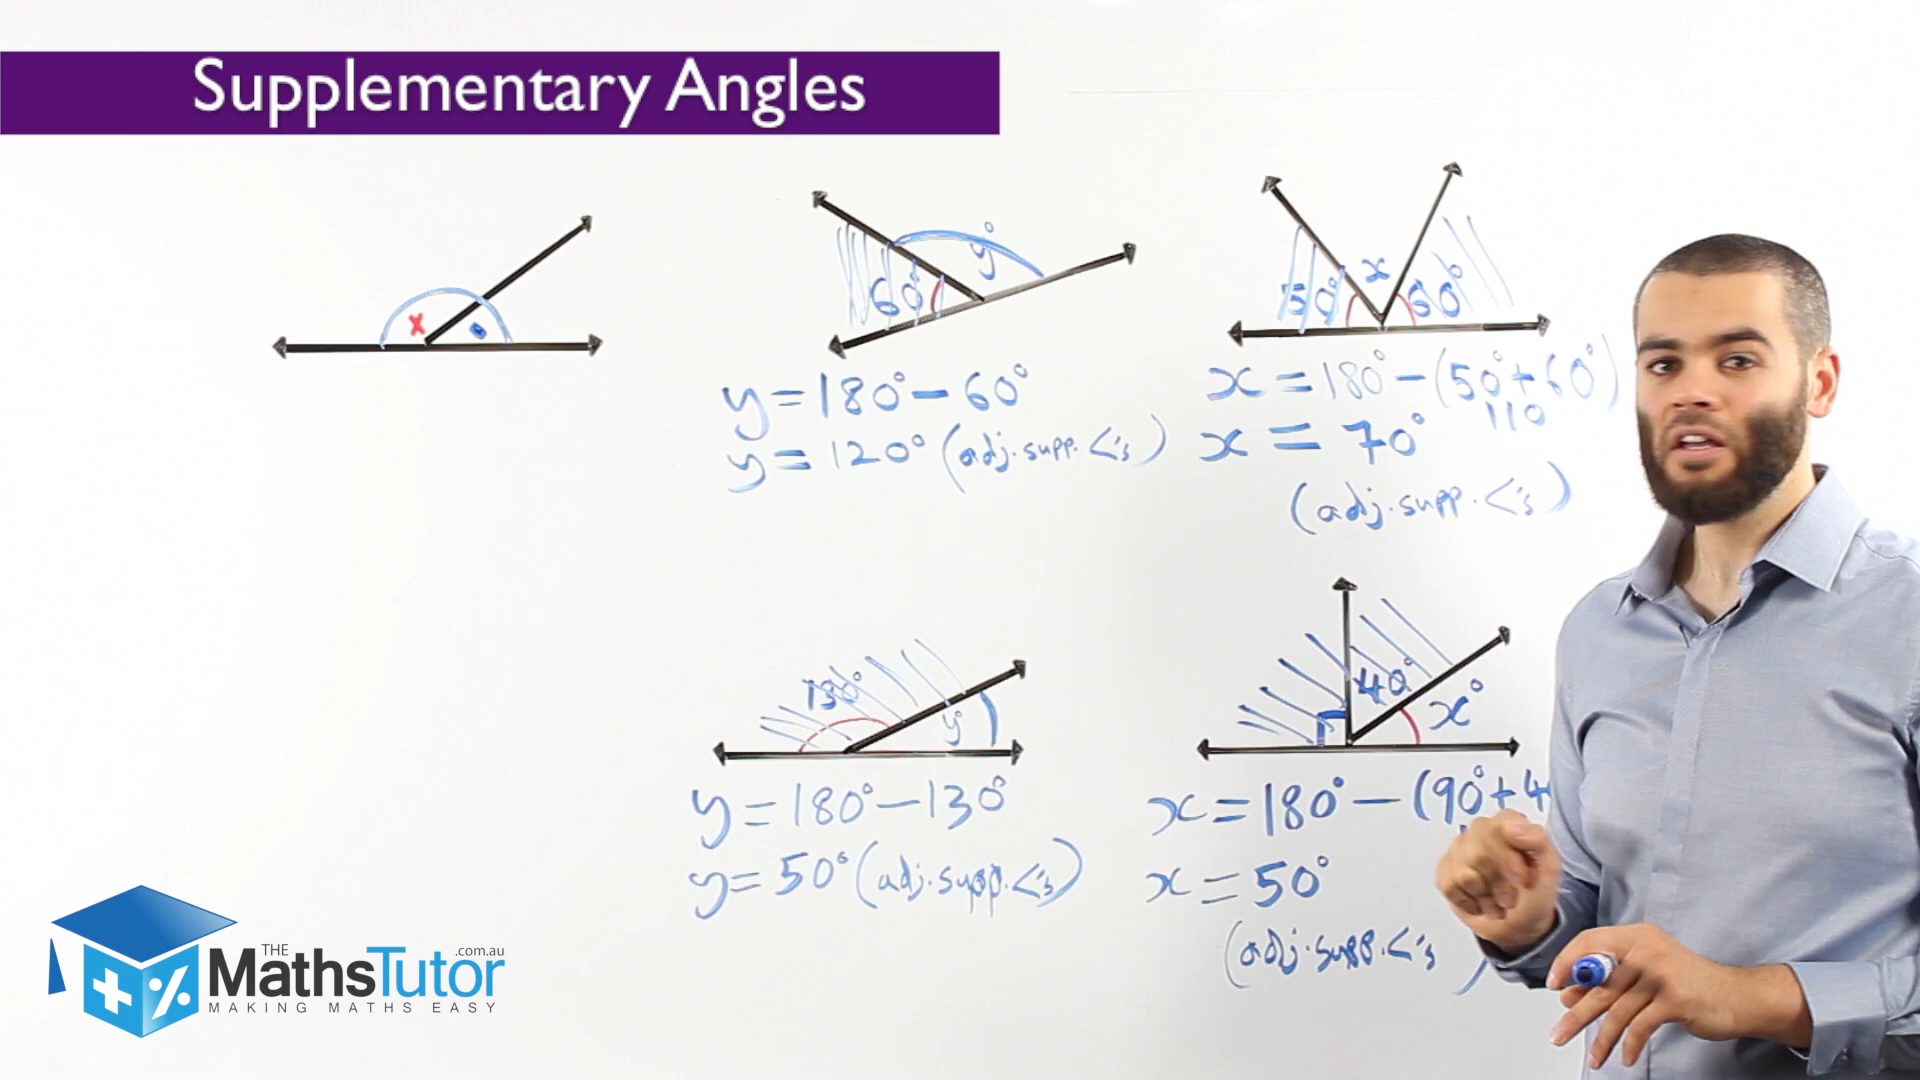 Supplementary Angles
x
60° y°
y = 180° - 60°
y = 120° (adj. supp. <'s)
50° x 60°
x = 180° - (50° + 60°)
110
x = 70°
(adj. supp. <'s)
130° y°
y = 180° - 130°
y = 50° (adj. supp. <'s)
40° x°
x = 180° - (90° + 4
x = 50°
(adj. supp. <'s
THE
MathsTutor .com.au
MAKING MATHS EASY
+ %